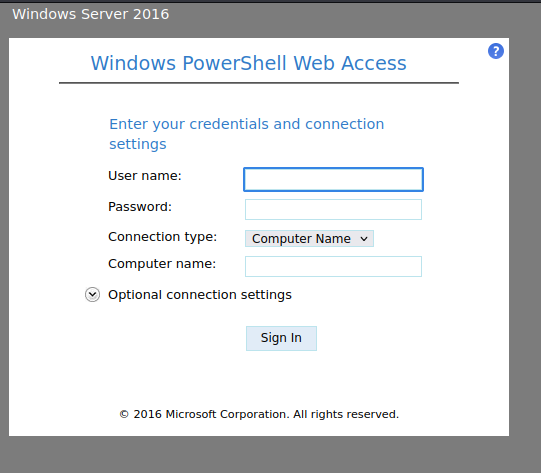 Windows Server 2016
?
Windows PowerShell Web Access
Enter your credentials and connection
settings
User name:
Password:
Connection type: Computer Name
Computer name:
Optional connection settings
Sign In
© 2016 Microsoft Corporation. All rights reserved.